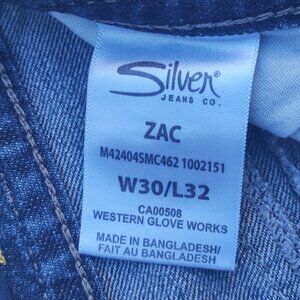 Silver®
JEANS CO.
ZAC
M42404SMC462 1002151
W30/L32
CA00508
WESTERN GLOVE WORKS
MADE IN BANGLADESH/
FAIT AU BANGLADESH